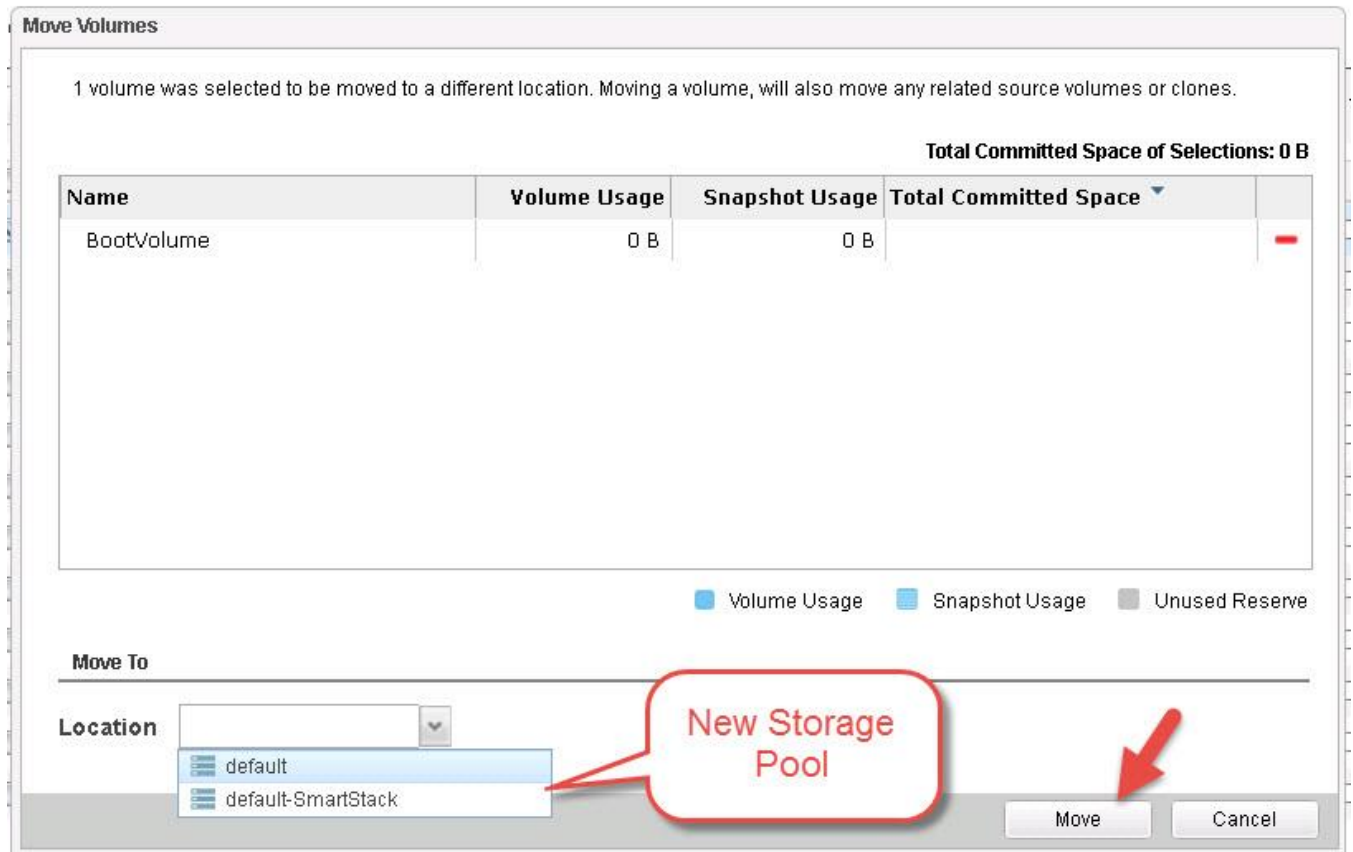 Move Volumes
1 volume was selected to be moved to a different location. Moving a volume, will also move any related source volumes or clones.
Total Committed Space of Selections: 0 B
Name Volume Usage Snapshot Usage Total Committed Space
BootVolume 0 B 0 B
Volume Usage Snapshot Usage Unused Reserve
Move To
Location
New Storage
Pool
default
default-SmartStack
Move Cancel